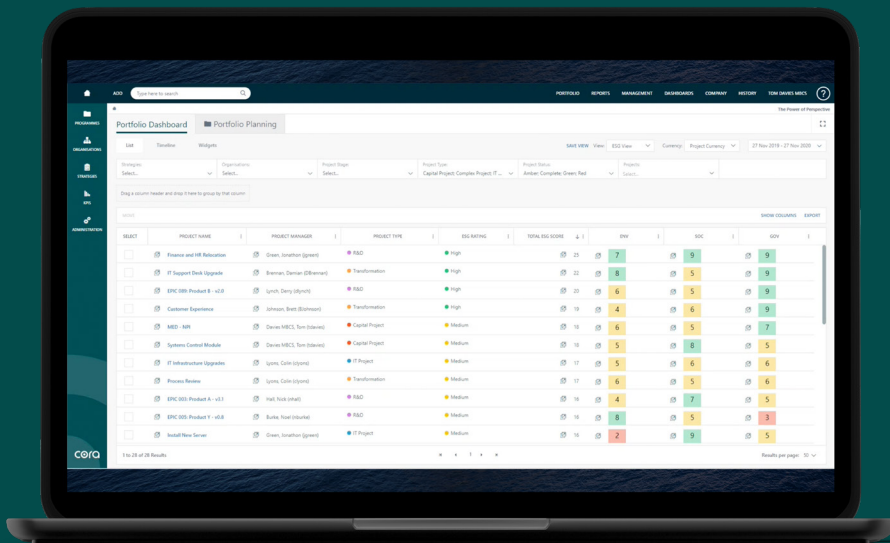 ADD Type here to search PORTFOLIO REPORTS MANAGEMENT DASHBOARDS COMPANY HISTORY TOM DAVIES MBCS ?
The Power of Perspective
PROGRAMMES
ORGANISATIONS
STRATEGIES
KPIS
ADMINISTRATION
Portfolio Dashboard Portfolio Planning
List Timeline Widgets SAVE VIEW View ESG View Currency Project Currency 27 Nov 2018 - 27 Nov 2020
Strategies: Organisations: Project Stage: Project Type: Project Status: Projects:
Select... Select... Select... Capital Project; Complex Project; IT ... Amber; Complete; Green; Red Select...
Drag a column header and drop it here to group by that column
SHOW COLUMNS EXPORT
SELECT PROJECT NAME PROJECT MANAGER PROJECT TYPE ESG RATING TOTAL ESG SCORE ENV SOC GOV
Finance and HR Relocation Green, Jonathon (jgreen) R&D High 25 7 9 9
IT Support Desk Upgrade Brennan, Damian (DBrennan) Transformation High 22 8 5 9
EPIC 009: Product B - v2.0 Lynch, Derry (dlynch) R&D High 20 6 5 9
Customer Experience Johnson, Brett (BJohnson) Transformation High 19 4 6 9
MED - NPI Davies MBCS, Tom (tdavies) Capital Project Medium 18 6 5 7
Systems Control Module Davies MBCS, Tom (tdavies) Capital Project Medium 18 5 8 5
IT Infrastructure Upgrades Lyons, Colin (clyons) IT Project Medium 17 5 6 6
Process Review Lyons, Colin (clyons) Transformation Medium 17 6 5 6
EPIC 003: Product A - v3.1 Hall, Nick (nhall) R&D Medium 16 4 7 5
EPIC 005: Product Y - v0.8 Burke, Noel (nburke) R&D Medium 16 8 5 3
Install New Server Green, Jonathon (jgreen) IT Project Medium 16 2 9 5
cora
1 to 28 of 28 Results 1 Results per page: 50